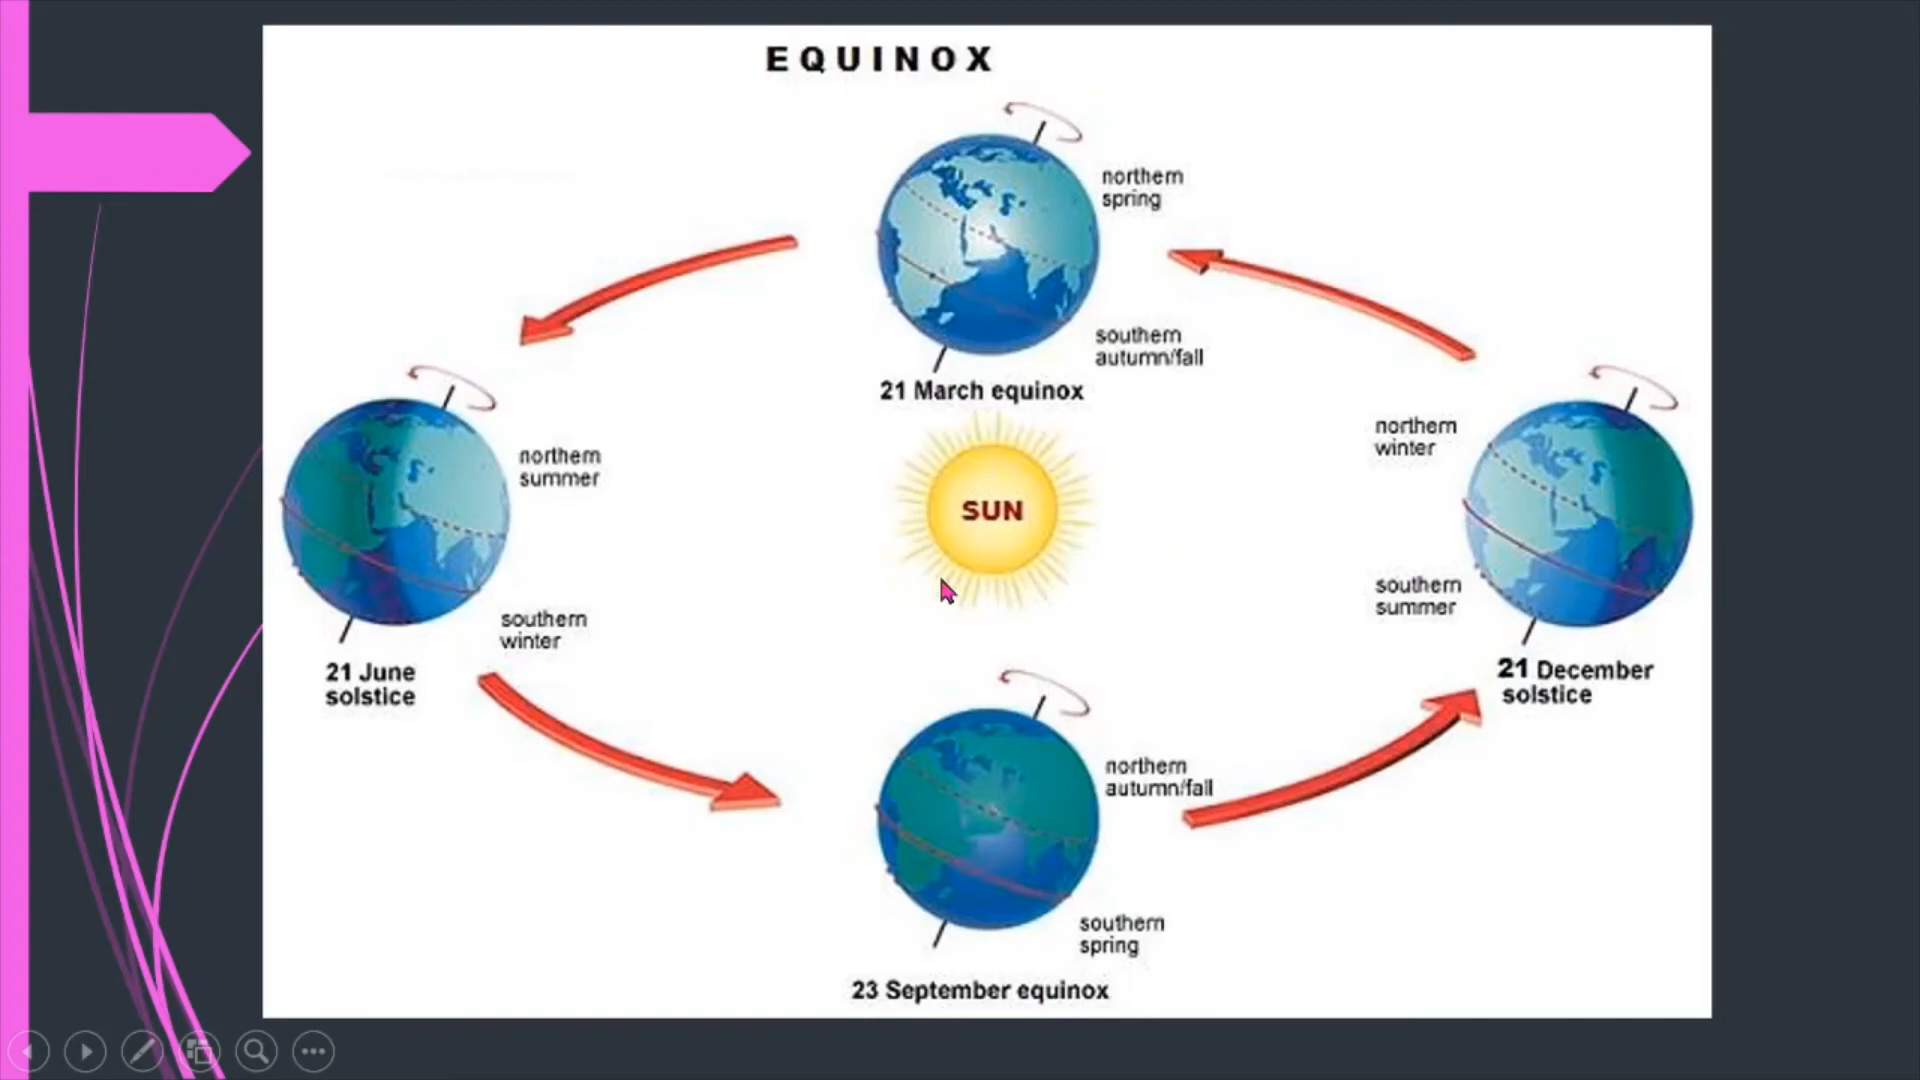 EQUINOX
northern
spring
southern
autumn/fall
21 March equinox
northern
summer
southern
winter
21 June
solstice
SUN
northern
winter
southern
summer
21 December
solstice
northern
autumn/fall
southern
spring
23 September equinox